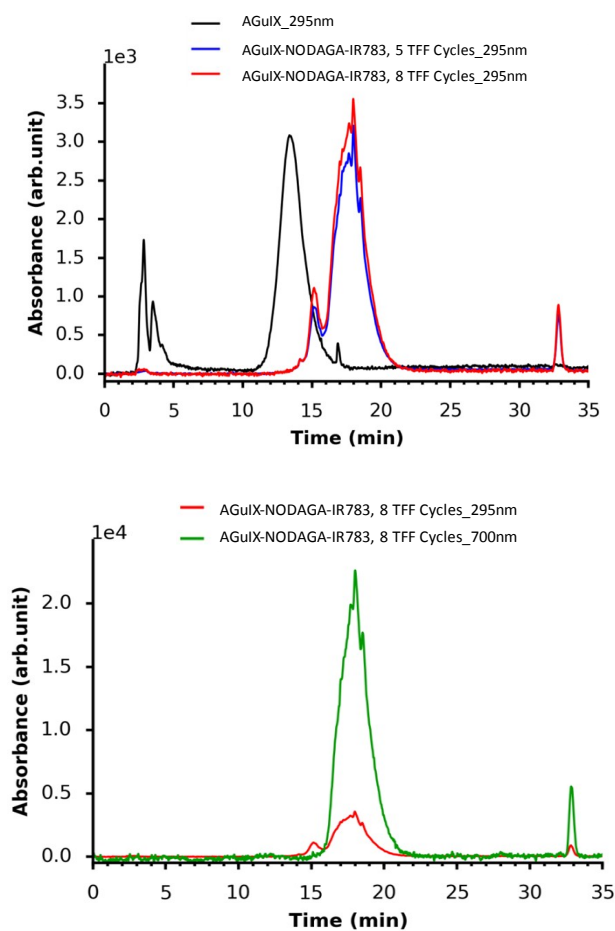 AGuIX_295nm
AGuIX-NODAGA-IR783, 5 TFF Cycles_295nm
AGuIX-NODAGA-IR783, 8 TFF Cycles_295nm
1e3
3.5
3.0
2.5
2.0
1.5
1.0
0.5
0.0
Absorbance (arb.unit)
0 5 10 15 20 25 30 35
Time (min)
AGuIX-NODAGA-IR783, 8 TFF Cycles_295nm
AGuIX-NODAGA-IR783, 8 TFF Cycles_700nm
1e4
2.0
1.5
1.0
0.5
0.0
Absorbance (arb.unit)
0 5 10 15 20 25 30 35
Time (min)